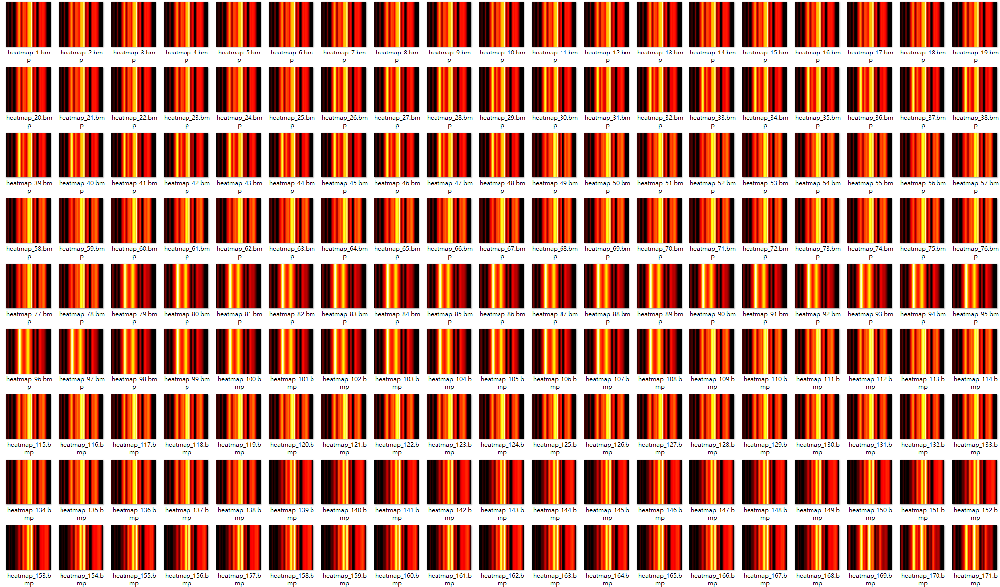 heatmap_1.bm heatmap_2.bm heatmap_3.bm heatmap_4.bm heatmap_5.bm heatmap_6.bm heatmap_7.bm heatmap_8.bm heatmap_9.bm heatmap_10.bm heatmap_11.bm heatmap_12.bm heatmap_13.bm heatmap_14.bm heatmap_15.bm heatmap_16.bm heatmap_17.bm heatmap_18.bm heatmap_19.bm
p p p p p p p p p p p p p p p p p p p
heatmap_20.bm heatmap_21.bm heatmap_22.bm heatmap_23.bm heatmap_24.bm heatmap_25.bm heatmap_26.bm heatmap_27.bm heatmap_28.bm heatmap_29.bm heatmap_30.bm heatmap_31.bm heatmap_32.bm heatmap_33.bm heatmap_34.bm heatmap_35.bm heatmap_36.bm heatmap_37.bm heatmap_38.bm
p p p p p p p p p p p p p p p p p p p
heatmap_39.bm heatmap_40.bm heatmap_41.bm heatmap_42.bm heatmap_43.bm heatmap_44.bm heatmap_45.bm heatmap_46.bm heatmap_47.bm heatmap_48.bm heatmap_49.bm heatmap_50.bm heatmap_51.bm heatmap_52.bm heatmap_53.bm heatmap_54.bm heatmap_55.bm heatmap_56.bm heatmap_57.bm
p p p p p p p p p p p p p p p p p p p
heatmap_58.bm heatmap_59.bm heatmap_60.bm heatmap_61.bm heatmap_62.bm heatmap_63.bm heatmap_64.bm heatmap_65.bm heatmap_66.bm heatmap_67.bm heatmap_68.bm heatmap_69.bm heatmap_70.bm heatmap_71.bm heatmap_72.bm heatmap_73.bm heatmap_74.bm heatmap_75.bm heatmap_76.bm
p p p p p p p p p p p p p p p p p p p
heatmap_77.bm heatmap_78.bm heatmap_79.bm heatmap_80.bm heatmap_81.bm heatmap_82.bm heatmap_83.bm heatmap_84.bm heatmap_85.bm heatmap_86.bm heatmap_87.bm heatmap_88.bm heatmap_89.bm heatmap_90.bm heatmap_91.bm heatmap_92.bm heatmap_93.bm heatmap_94.bm heatmap_95.bm
p p p p p p p p p p p p p p p p p p p
heatmap_96.bm heatmap_97.bm heatmap_98.bm heatmap_99.bm heatmap_100.b heatmap_101.b heatmap_102.b heatmap_103.b heatmap_104.b heatmap_105.b heatmap_106.b heatmap_107.b heatmap_108.b heatmap_109.b heatmap_110.b heatmap_111.b heatmap_112.b heatmap_113.b heatmap_114.b
p p p p mp mp mp mp mp mp mp mp mp mp mp mp mp mp mp
heatmap_115.b heatmap_116.b heatmap_117.b heatmap_118.b heatmap_119.b heatmap_120.b heatmap_121.b heatmap_122.b heatmap_123.b heatmap_124.b heatmap_125.b heatmap_126.b heatmap_127.b heatmap_128.b heatmap_129.b heatmap_130.b heatmap_131.b heatmap_132.b heatmap_133.b
mp mp mp mp mp mp mp mp mp mp mp mp mp mp mp mp mp mp mp
heatmap_134.b heatmap_135.b heatmap_136.b heatmap_137.b heatmap_138.b heatmap_139.b heatmap_140.b heatmap_141.b heatmap_142.b heatmap_143.b heatmap_144.b heatmap_145.b heatmap_146.b heatmap_147.b heatmap_148.b heatmap_149.b heatmap_150.b heatmap_151.b heatmap_152.b
mp mp mp mp mp mp mp mp mp mp mp mp mp mp mp mp mp mp mp
heatmap_153.b heatmap_154.b heatmap_155.b heatmap_156.b heatmap_157.b heatmap_158.b heatmap_159.b heatmap_160.b heatmap_161.b heatmap_162.b heatmap_163.b heatmap_164.b heatmap_165.b heatmap_166.b heatmap_167.b heatmap_168.b heatmap_169.b heatmap_170.b heatmap_171.b
mp mp mp mp mp mp mp mp mp mp mp mp mp mp mp mp mp mp mp